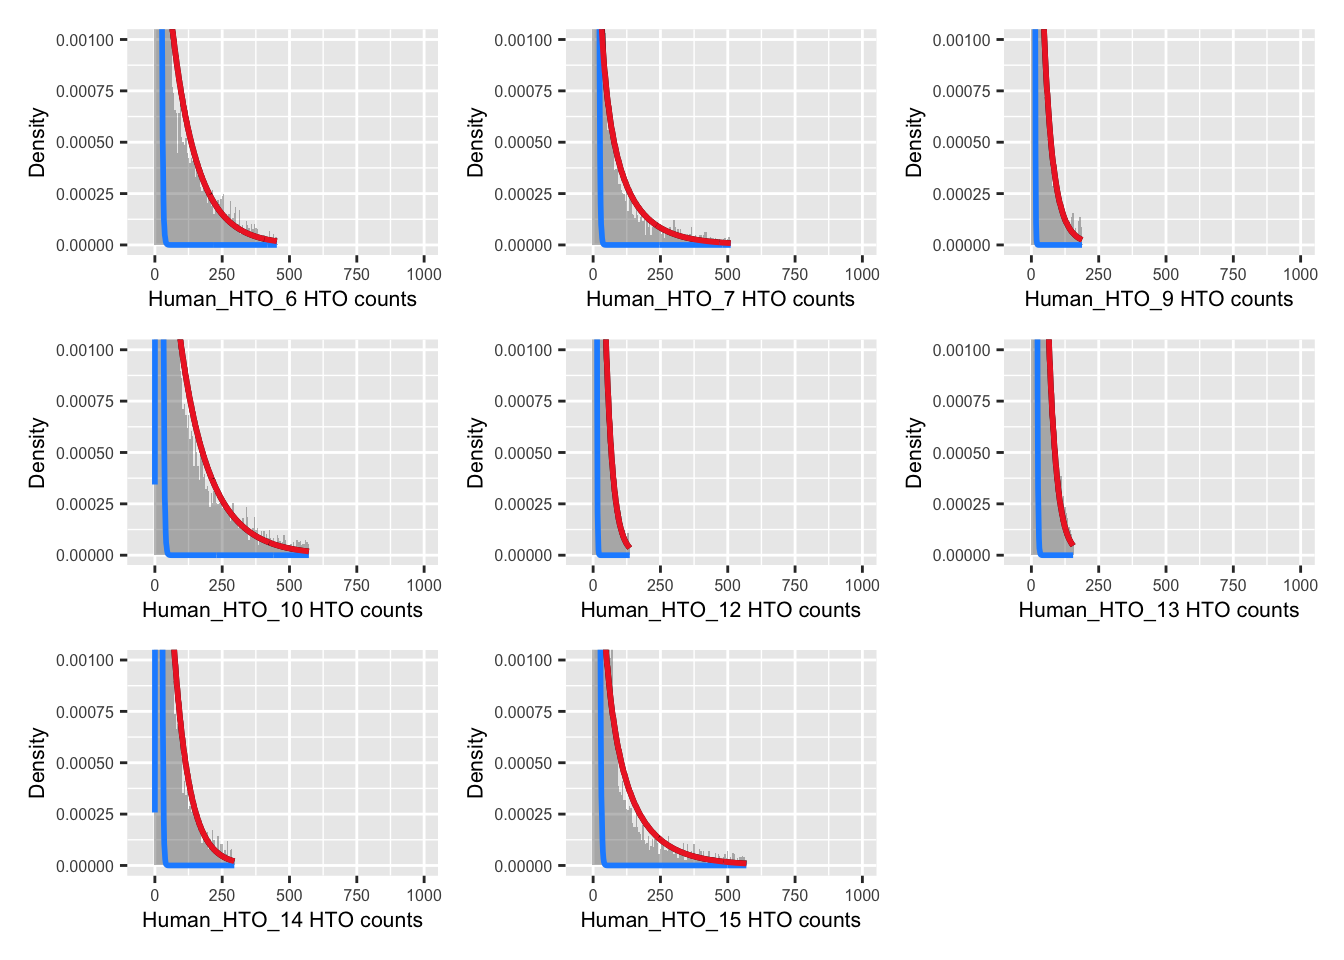 0.00100
0.00075
0.00050
0.00025
0.00000
Density
0 250 500 750 1000
Human_HTO_6 HTO counts
0.00100
0.00075
0.00050
0.00025
0.00000
Density
0 250 500 750 1000
Human_HTO_7 HTO counts
0.00100
0.00075
0.00050
0.00025
0.00000
Density
0 250 500 750 1000
Human_HTO_9 HTO counts
0.00100
0.00075
0.00050
0.00025
0.00000
Density
0 250 500 750 1000
Human_HTO_10 HTO counts
0.00100
0.00075
0.00050
0.00025
0.00000
Density
0 250 500 750 1000
Human_HTO_12 HTO counts
0.00100
0.00075
0.00050
0.00025
0.00000
Density
0 250 500 750 1000
Human_HTO_13 HTO counts
0.00100
0.00075
0.00050
0.00025
0.00000
Density
0 250 500 750 1000
Human_HTO_14 HTO counts
0.00100
0.00075
0.00050
0.00025
0.00000
Density
0 250 500 750 1000
Human_HTO_15 HTO counts